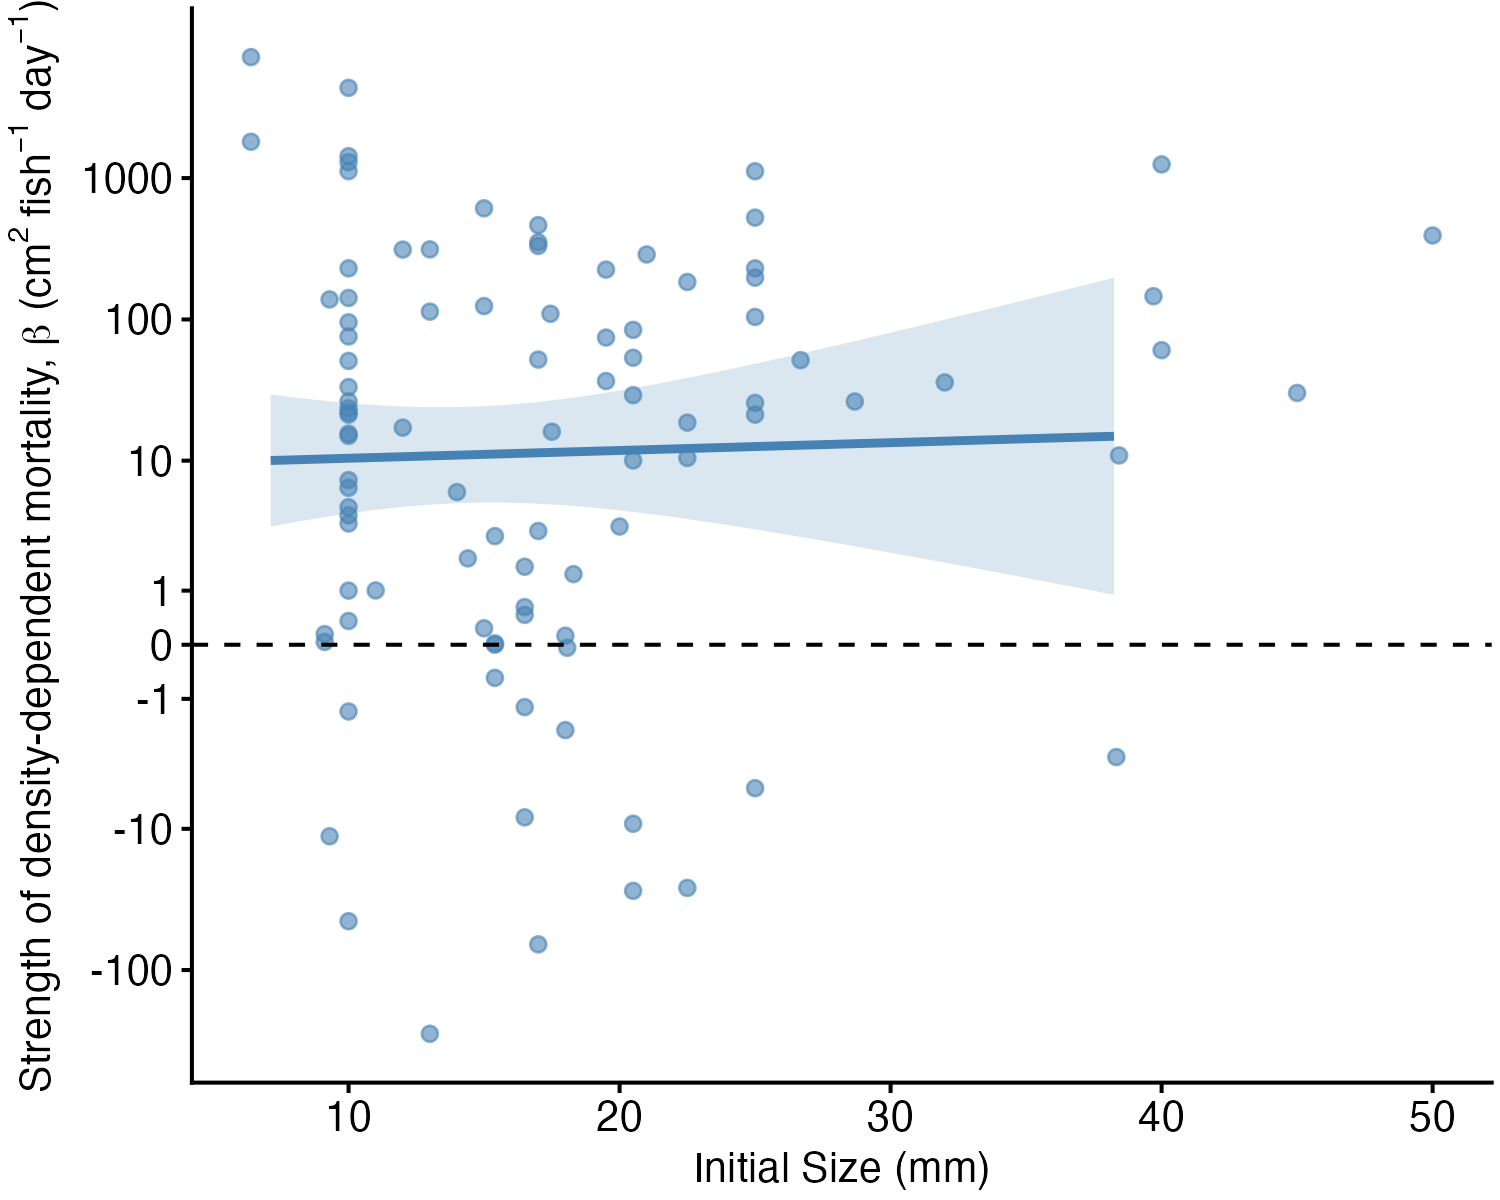 Strength of density-dependent mortality, β (cm² fish⁻¹ day⁻¹)
1000
100
10
1
0
-1
-10
-100
10 20 30 40 50
Initial Size (mm)